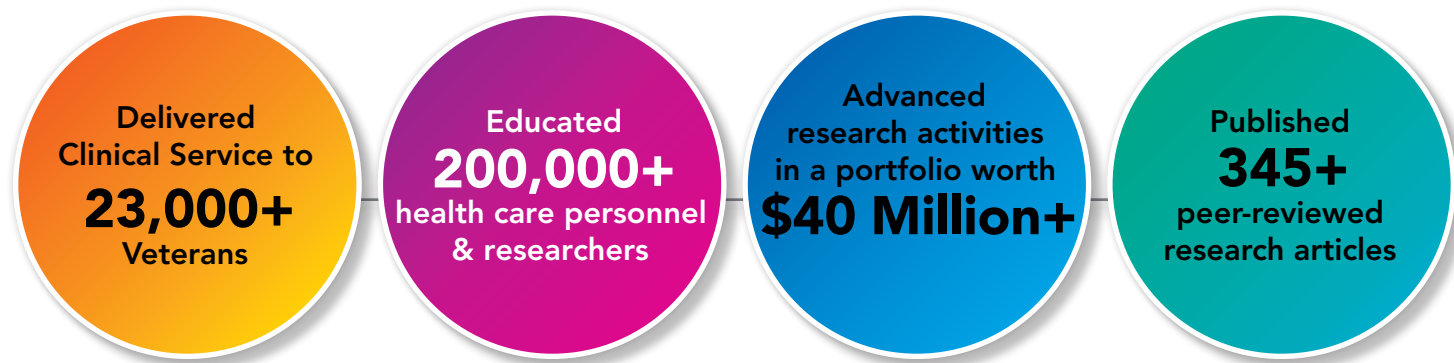 Delivered
Clinical Service to
23,000+
Veterans
Educated
200,000+
health care personnel
& researchers
Advanced
research activities
in a portfolio worth
$40 Million+
Published
345+
peer-reviewed
research articles